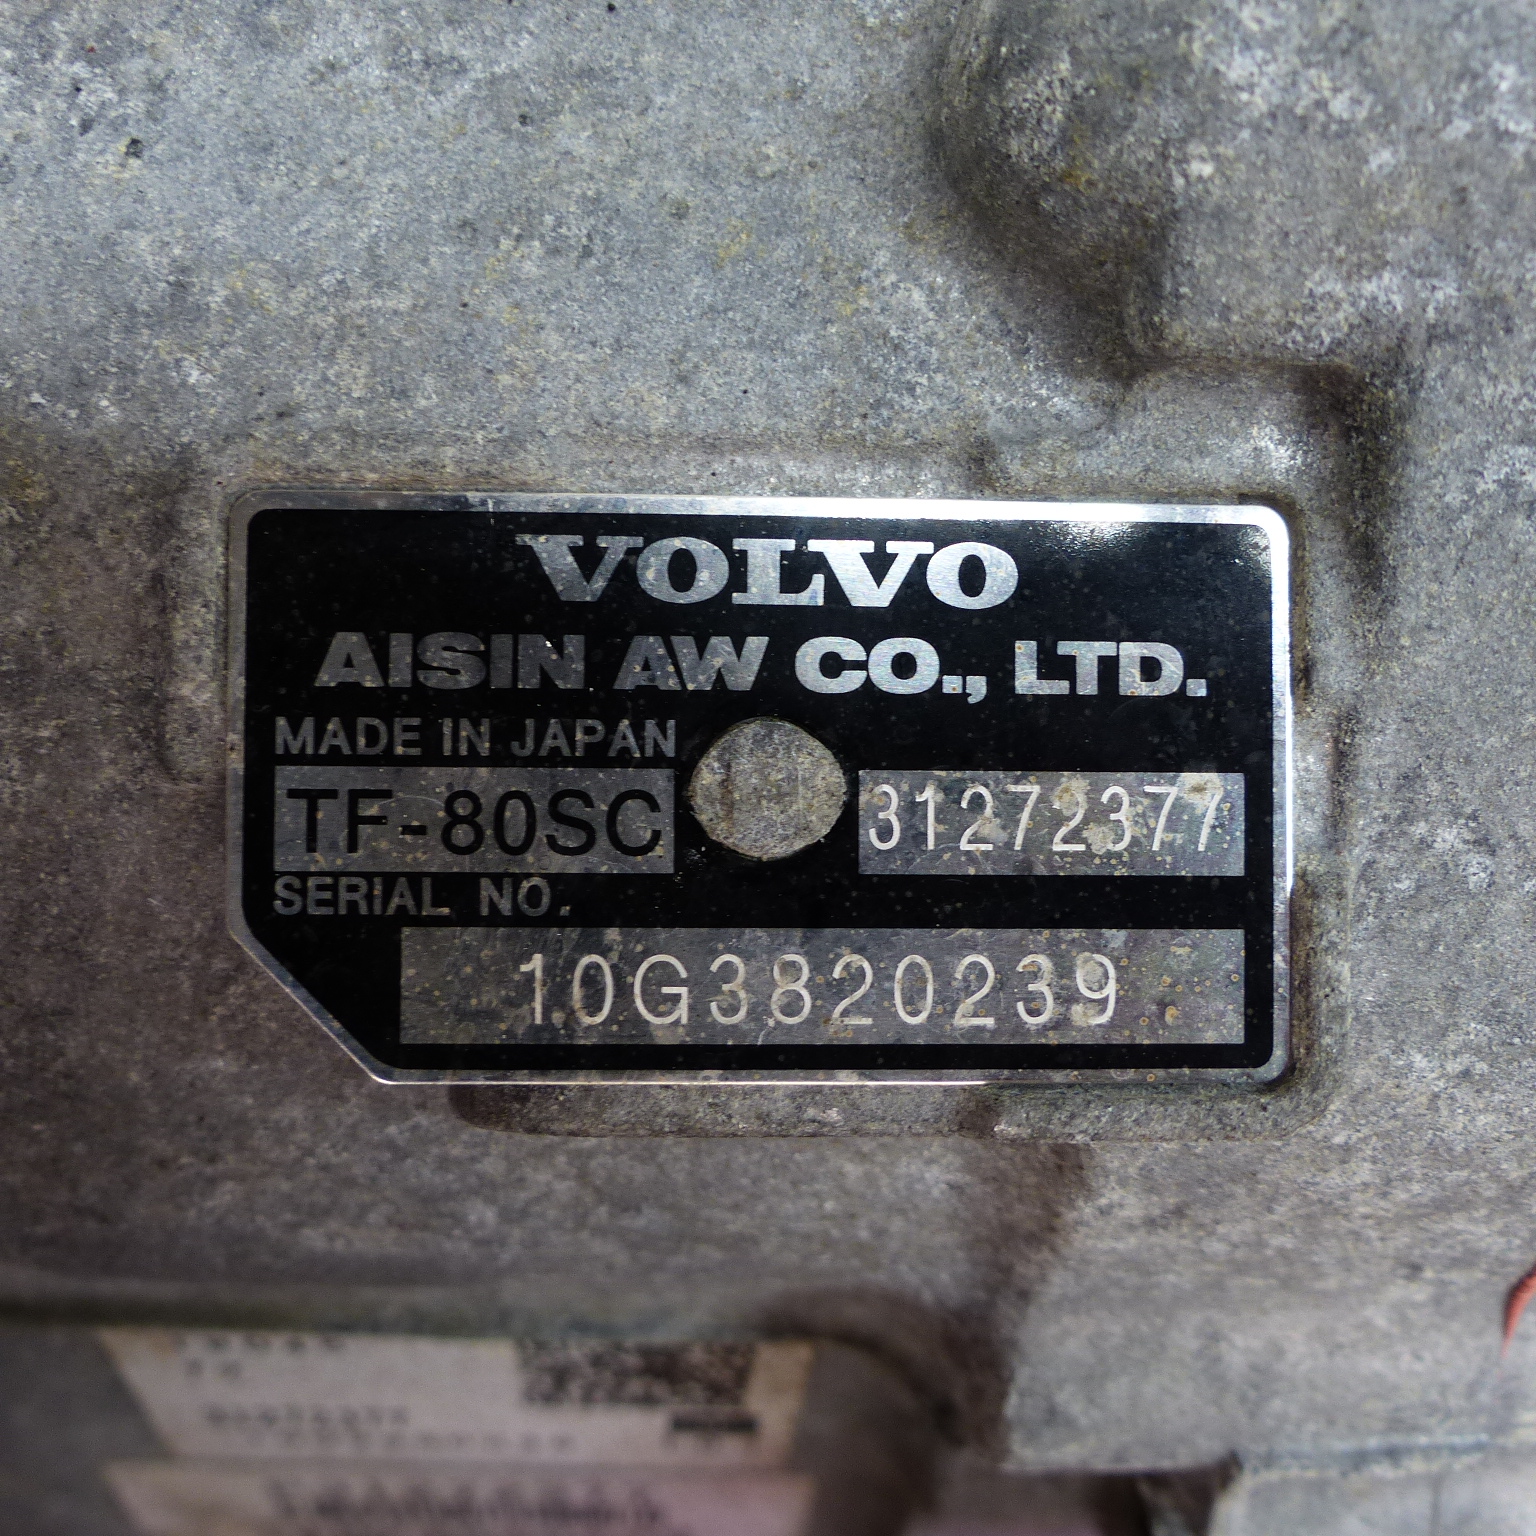 VOLVO
AISIN AW CO., LTD.
MADE IN JAPAN
TF-80SC 31272377
SERIAL NO.
10G3820239